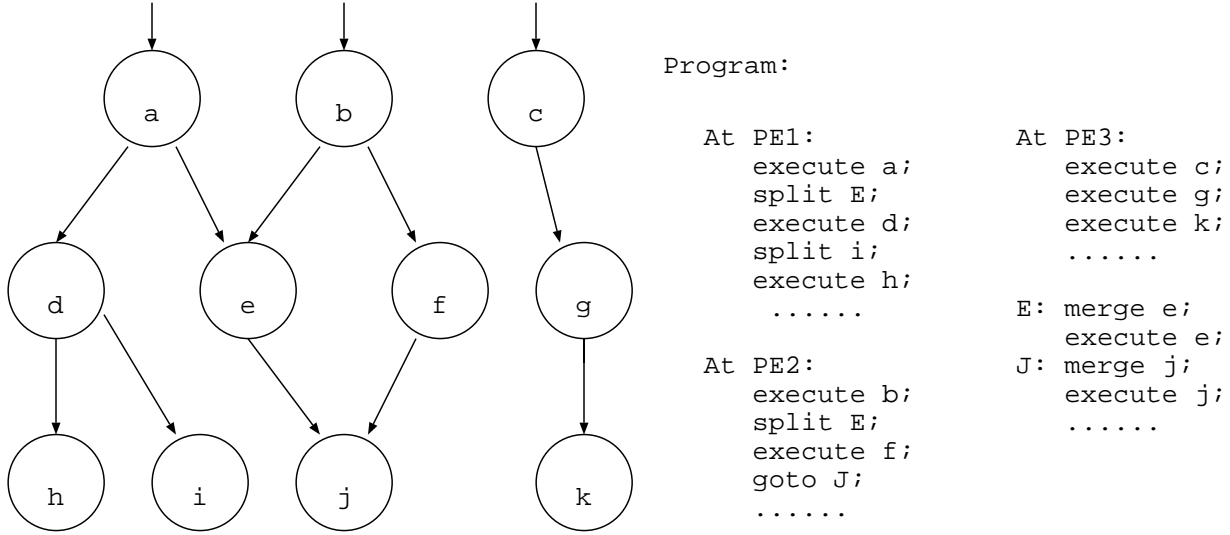 a
b
c
d
e
f
g
h
i
j
k
Program:
At PE1:
execute a;
split E;
execute d;
split i;
execute h;
......
At PE2:
execute b;
split E;
execute f;
goto J;
......
At PE3:
execute c;
execute g;
execute k;
......
E: merge e;
execute e;
J: merge j;
execute j;
......